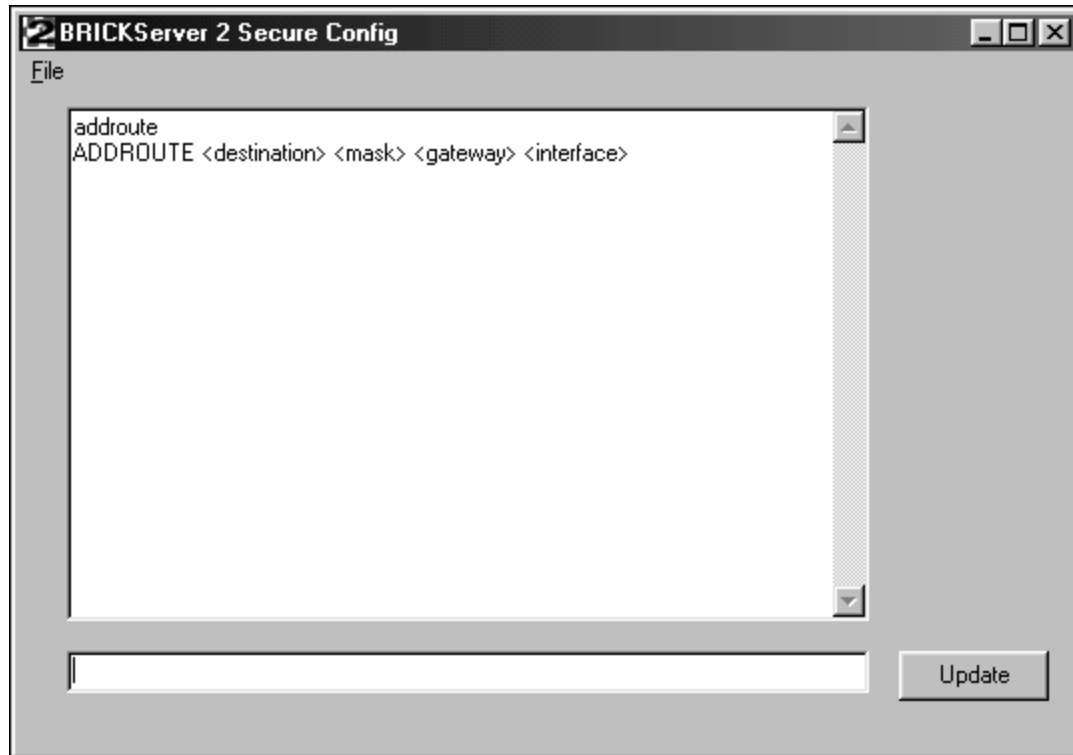 BRICKServer 2 Secure Config
File
addroute
ADDROUTE <destination> <mask> <gateway> <interface>
Update